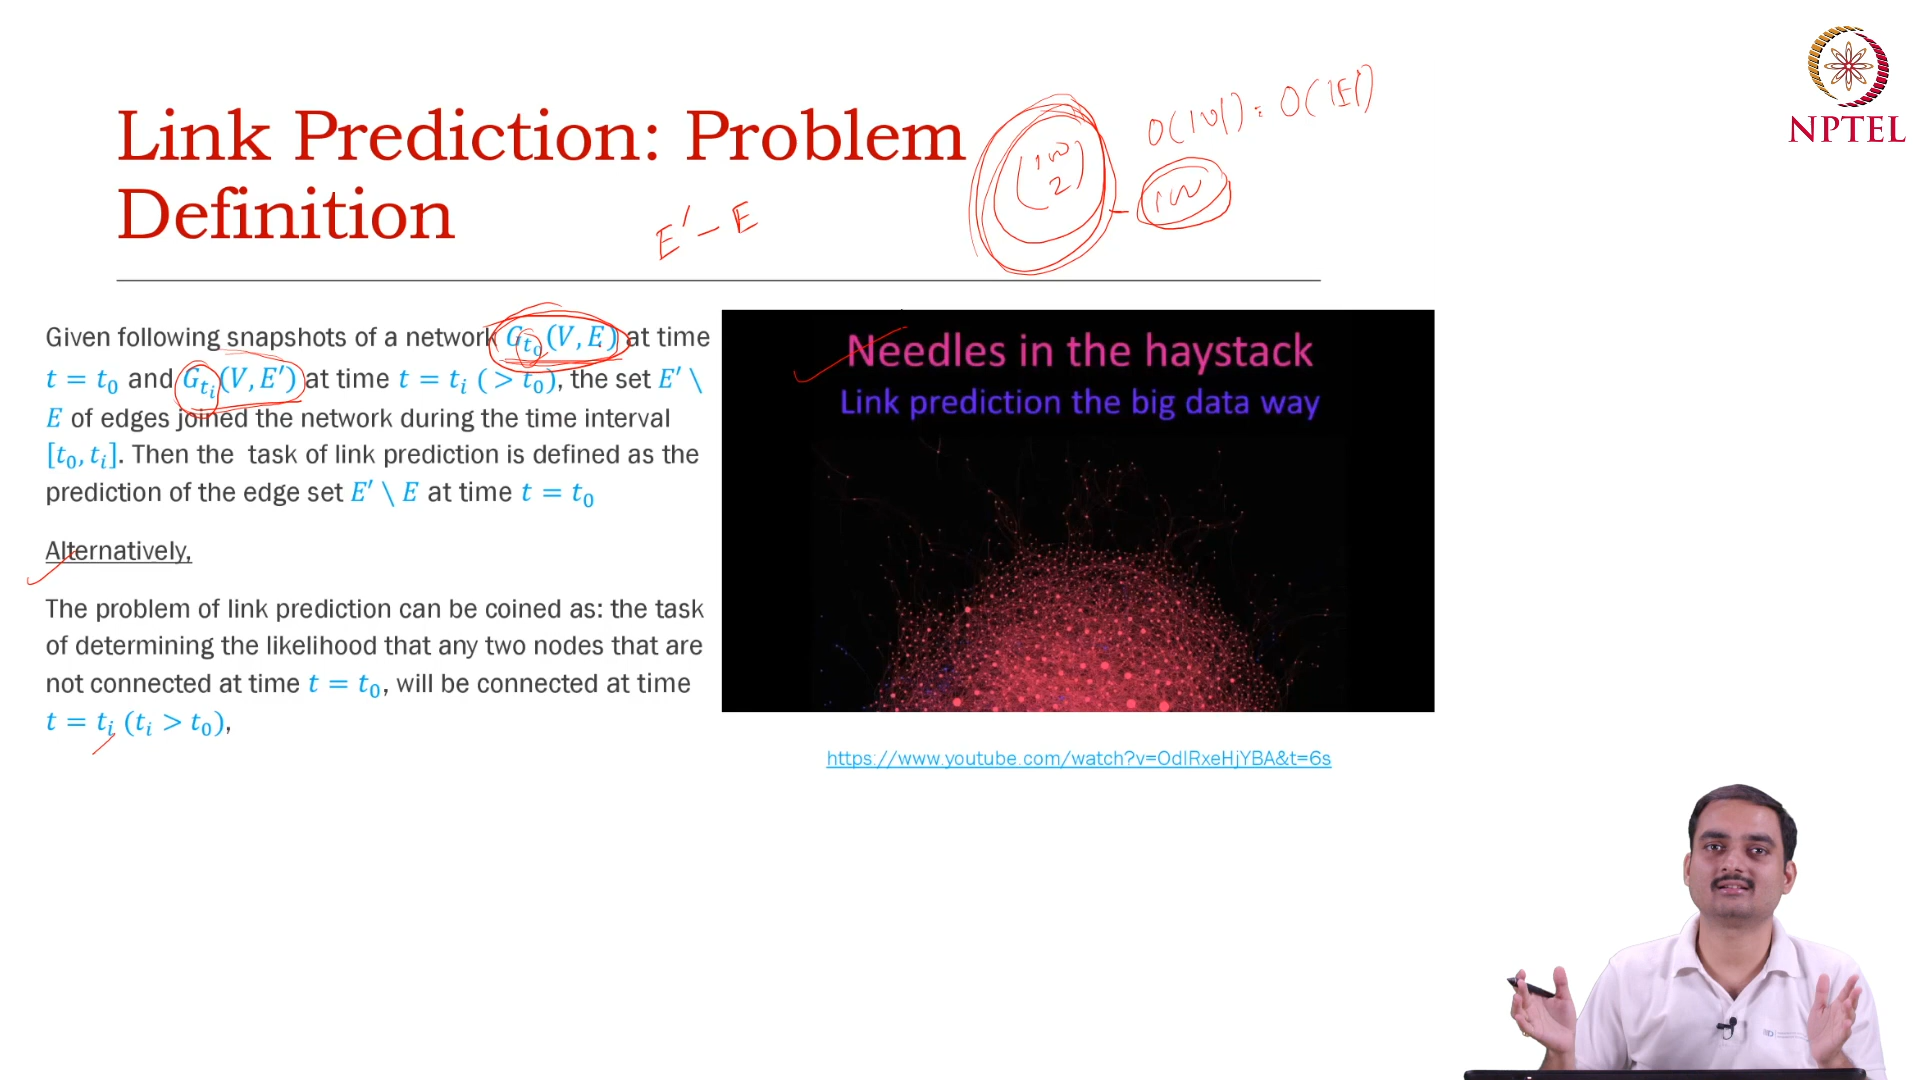 NPTEL
Link Prediction: Problem
Definition
E' - E
O(|V|) = O(|E|)
Given following snapshots of a network G_{t_0}(V, E) at time
t = t_0 and G_{t_i}(V, E') at time t = t_i ( > t_0), the set E' \
E of edges joined the network during the time interval
[t_0, t_i]. Then the task of link prediction is defined as the
prediction of the edge set E' \ E at time t = t_0
Alternatively,
The problem of link prediction can be coined as: the task
of determining the likelihood that any two nodes that are
not connected at time t = t_0, will be connected at time
t = t_i (t_i > t_0),
Needles in the haystack
Link prediction the big data way
https://www.youtube.com/watch?v=OdIRxeHjYBA&t=6s